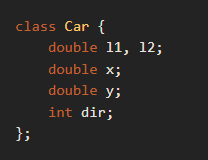 class Car {
    double l1, l2;
    double x;
    double y;
    int dir;
};